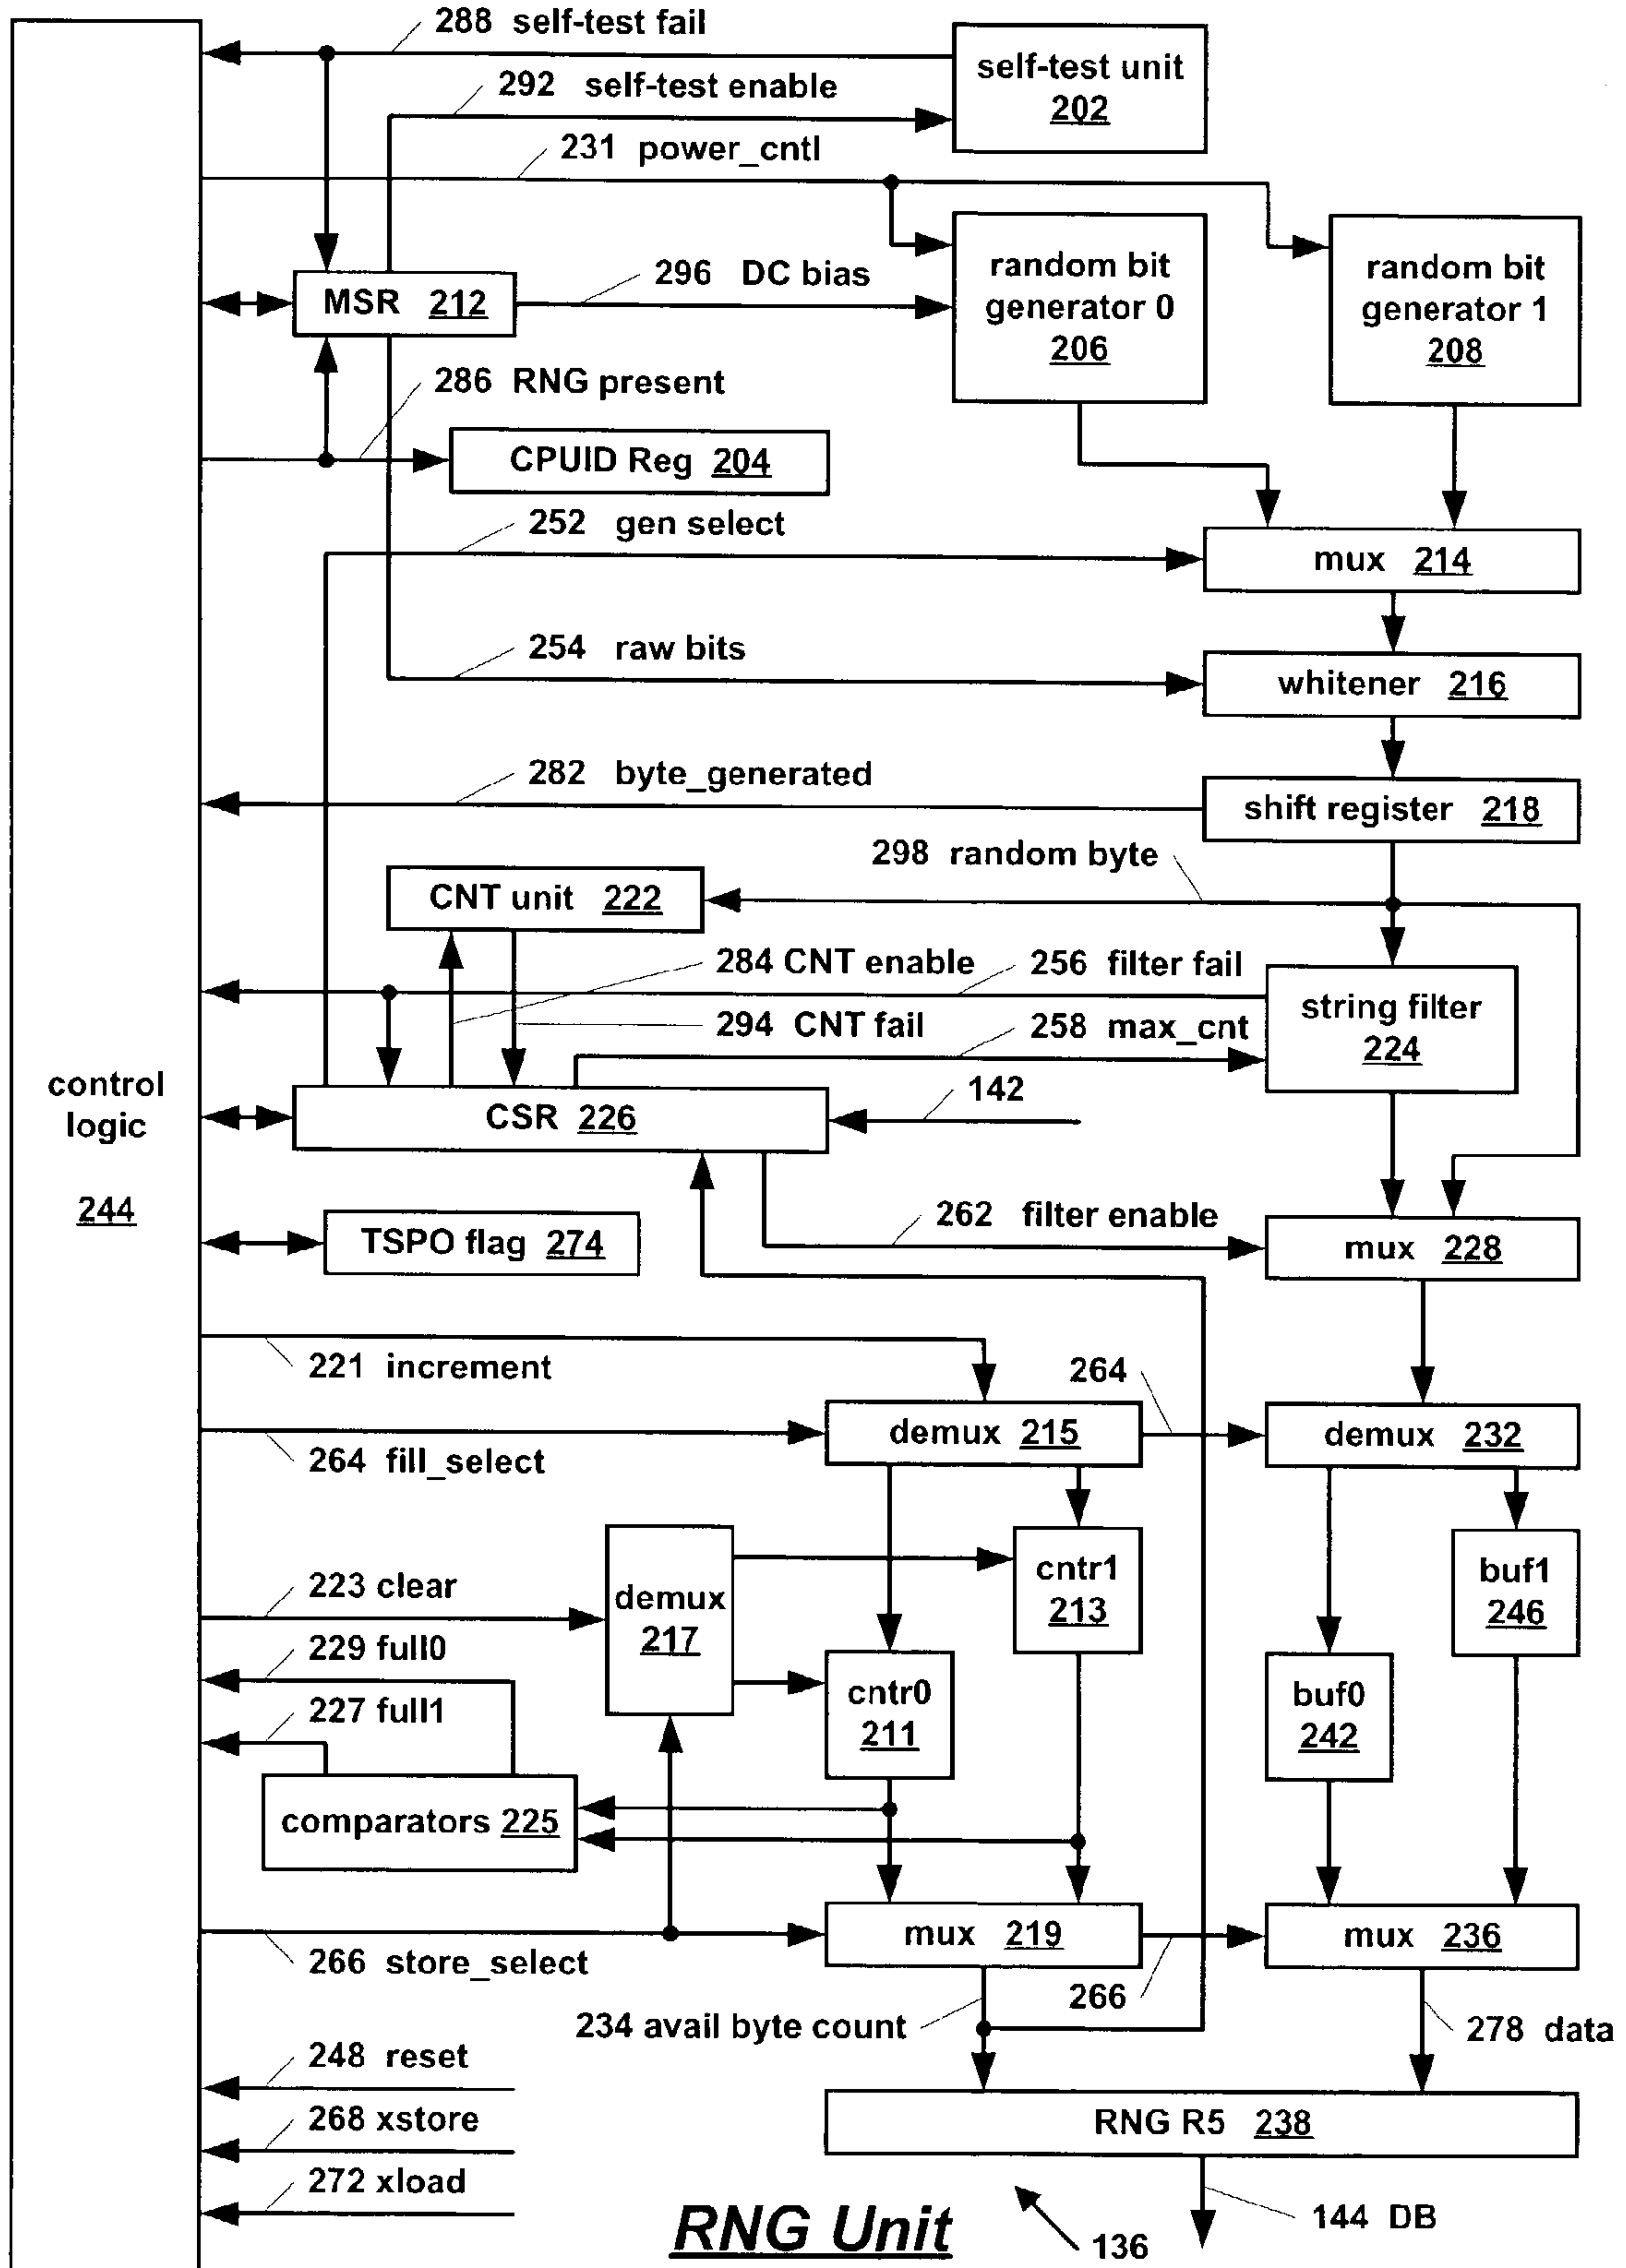 288 self-test fail
self-test unit
202
292 self-test enable
231 power_cntl
random bit
generator 0
206
random bit
generator 1
208
296 DC bias
MSR 212
286 RNG present
CPUID Reg 204
252 gen select
mux 214
254 raw bits
whitener 216
282 byte_generated
shift register 218
298 random byte
CNT unit 222
284 CNT enable
256 filter fail
string filter
224
294 CNT fail
258 max_cnt
control
logic
244
142
CSR 226
262 filter enable
TSPO flag 274
mux 228
221 increment
264
demux 215
demux 232
264 fill_select
demux
217
cntr1
213
buf1
246
223 clear
229 full0
cntr0
211
buf0
242
227 full1
comparators 225
mux 219
mux 236
266 store_select
266
234 avail byte count
278 data
248 reset
268 xstore
RNG R5 238
272 xload
144 DB
RNG Unit
136